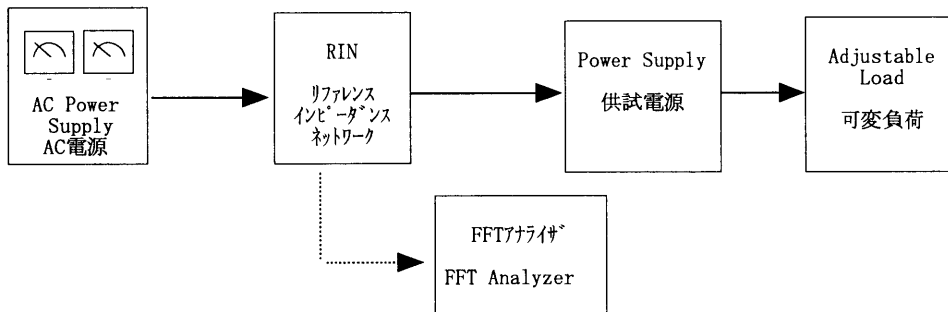 AC Power
Supply
AC電源
RIN
リファレンス
インピーダンス
ネットワーク
Power Supply
供試電源
Adjustable
Load
可変負荷
FFTアナライザ
FFT Analyzer